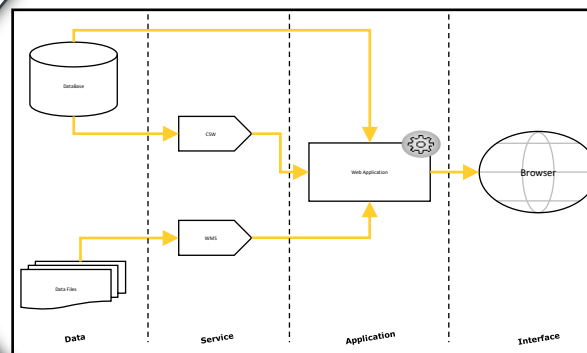 DataBase
CSW
Web Application
Browser
WMS
Data Files
Data
Service
Application
Interface